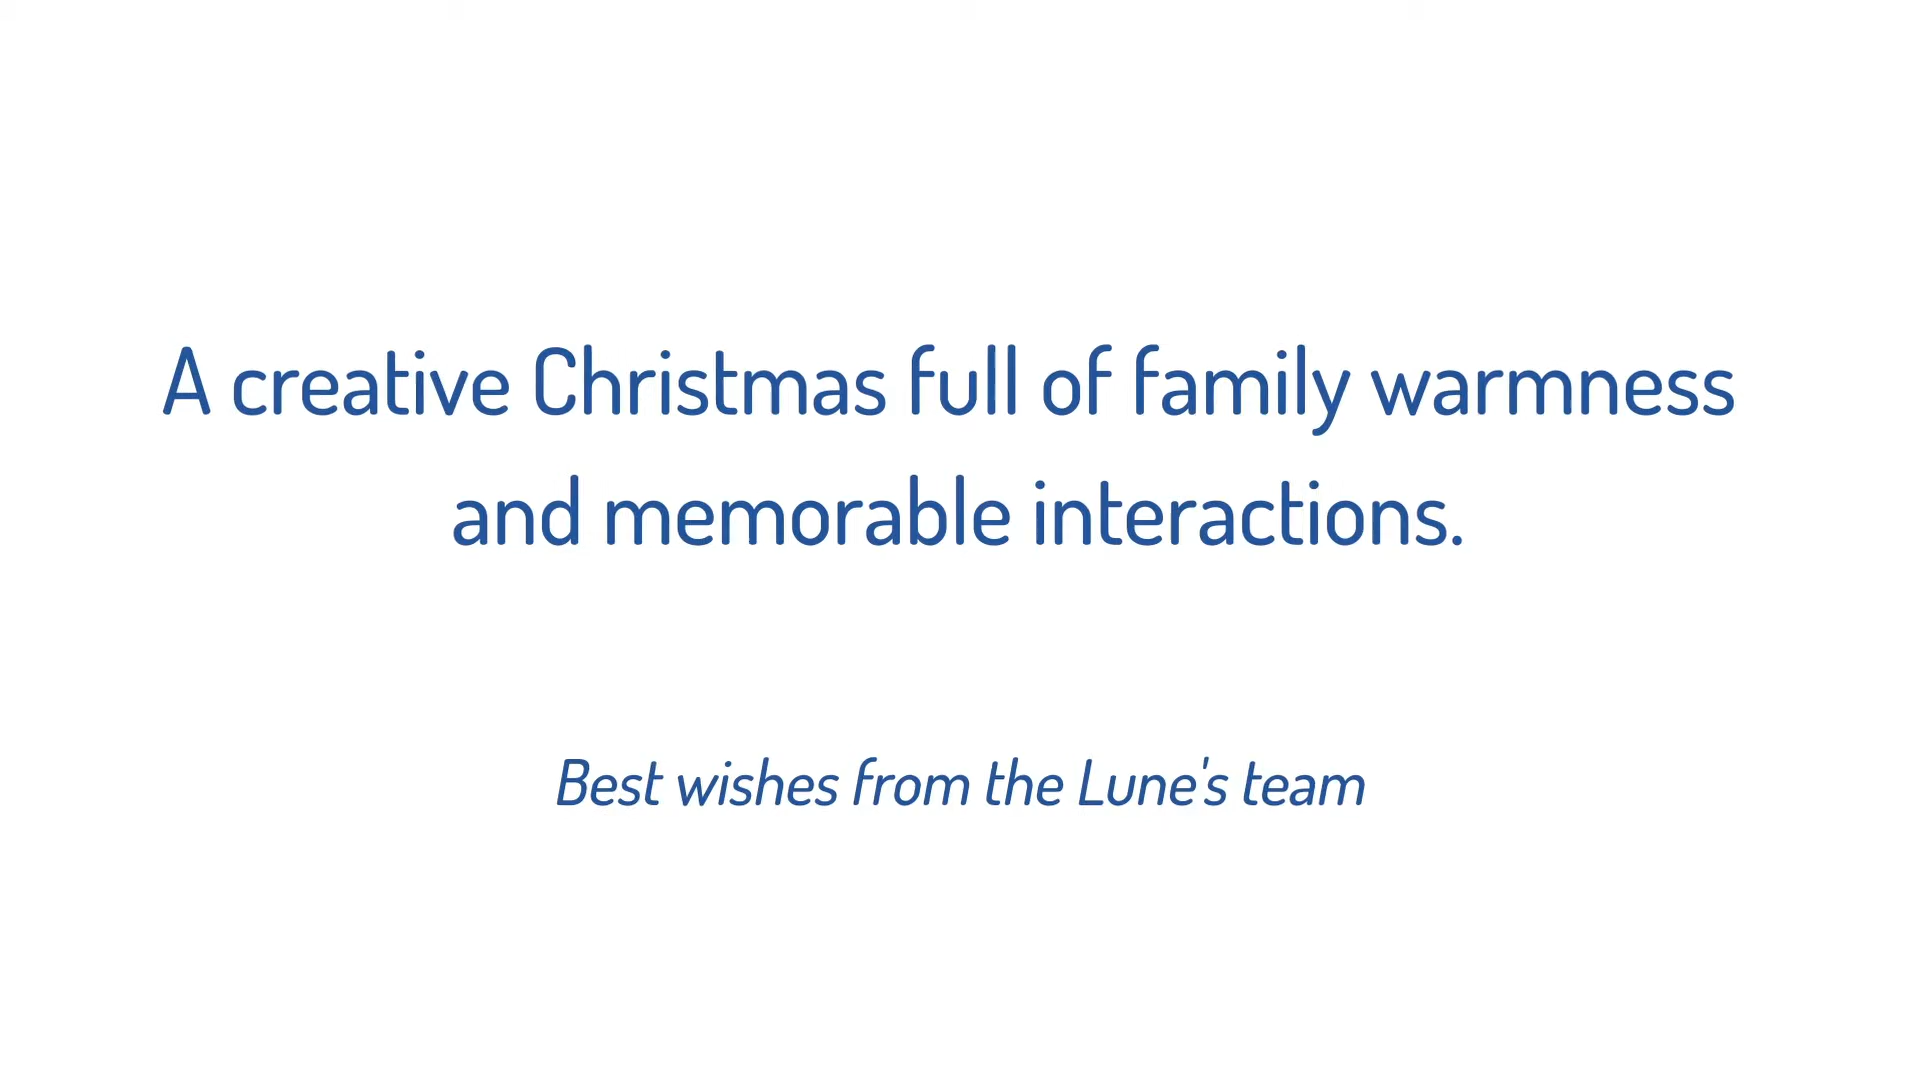 A creative Christmas full of family warmness
and memorable interactions.
Best wishes from the Lune's team